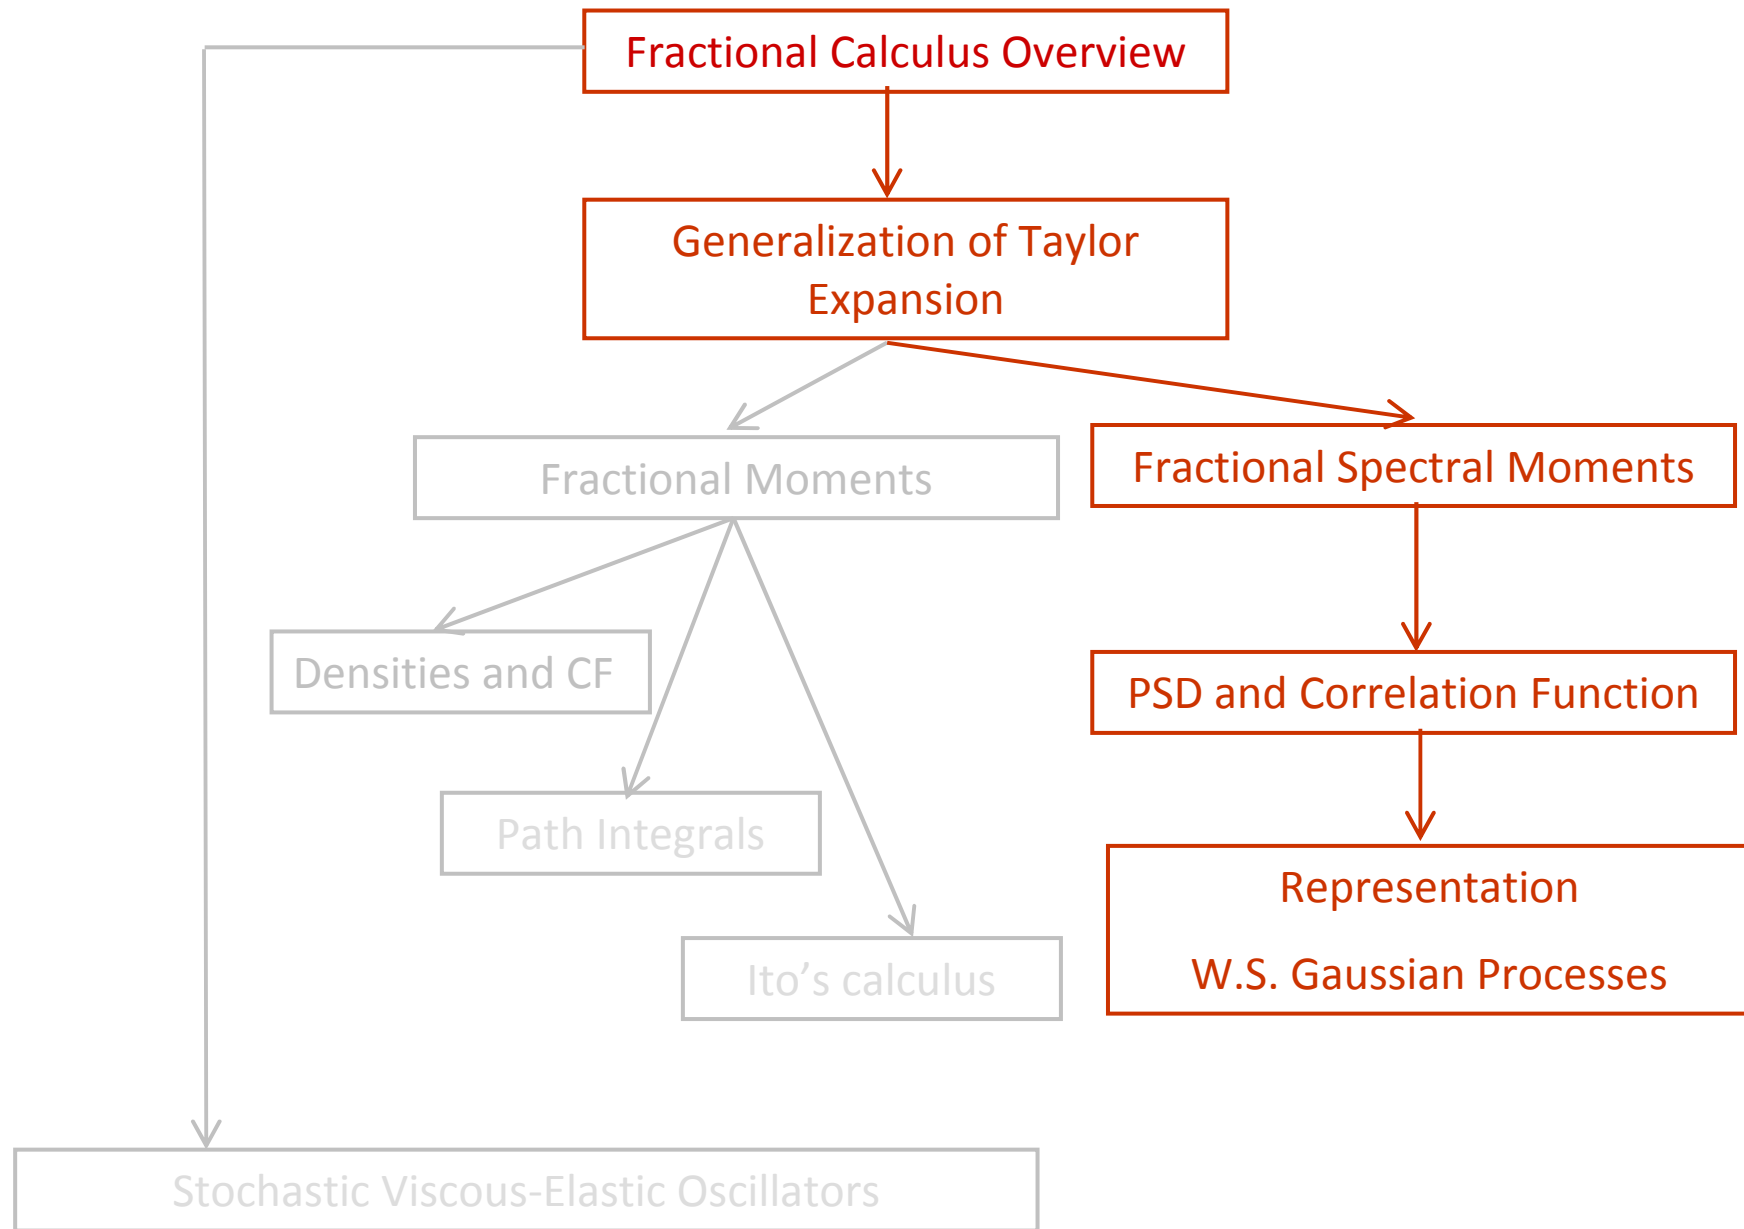 Fractional Calculus Overview
Generalization of Taylor
Expansion
Fractional Moments
Fractional Spectral Moments
Densities and CF
PSD and Correlation Function
Path Integrals
Representation
W.S. Gaussian Processes
Ito’s calculus
Stochastic Viscous-Elastic Oscillators